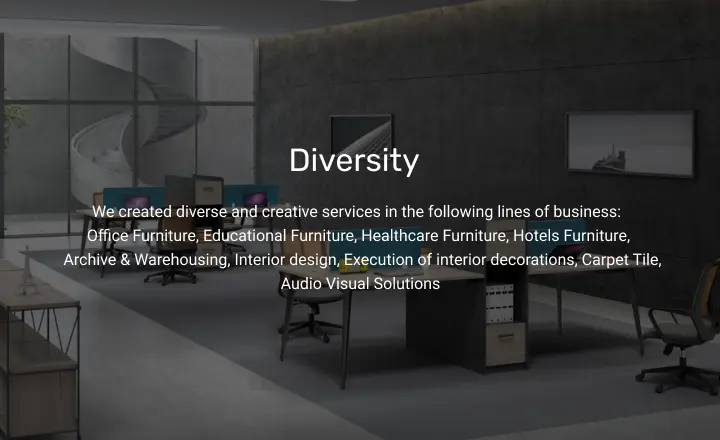 Diversity
We created diverse and creative services in the following lines of business:
Office Furniture, Educational Furniture, Healthcare Furniture, Hotels Furniture,
Archive & Warehousing, Interior design, Execution of interior decorations, Carpet Tile,
Audio Visual Solutions